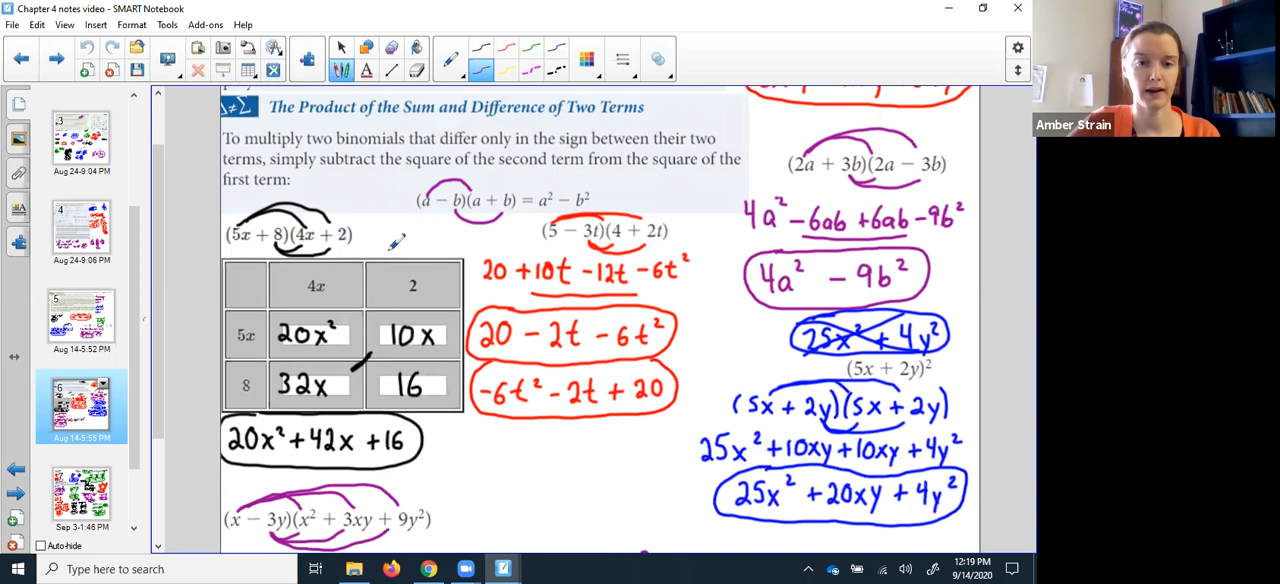 Chapter 4 notes video - SMART Notebook
File Edit View Insert Format Tools Add-ons Help
The Product of the Sum and Difference of Two Terms
To multiply two binomials that differ only in the sign between their two
terms, simply subtract the square of the second term from the square of the
first term:
(a − b)(a + b) = a² − b²
(5x + 8)(4x + 2)
4x 2
5x 20x² 10x
8 32x 16
20x² + 42x + 16
(x − 3y)(x² + 3xy + 9y²)
(5 − 3t)(4 + 2t)
20 + 10t − 12t − 6t²
20 − 2t − 6t²
-6t² − 2t + 20
(2a + 3b)(2a − 3b)
4a² − 6ab + 6ab − 9b²
4a² − 9b²
25x² + 4y²
(5x + 2y)²
(5x + 2y)(5x + 2y)
25x² + 10xy + 10xy + 4y²
25x² + 20xy + 4y²
Amber Strain
3
Aug 24-9:04 PM
4
Aug 24-9:06 PM
5
Aug 14-5:52 PM
6
Aug 14-5:55 PM
7
Sep 3-1:46 PM
Auto-hide
Type here to search
12:19 PM
9/14/2020